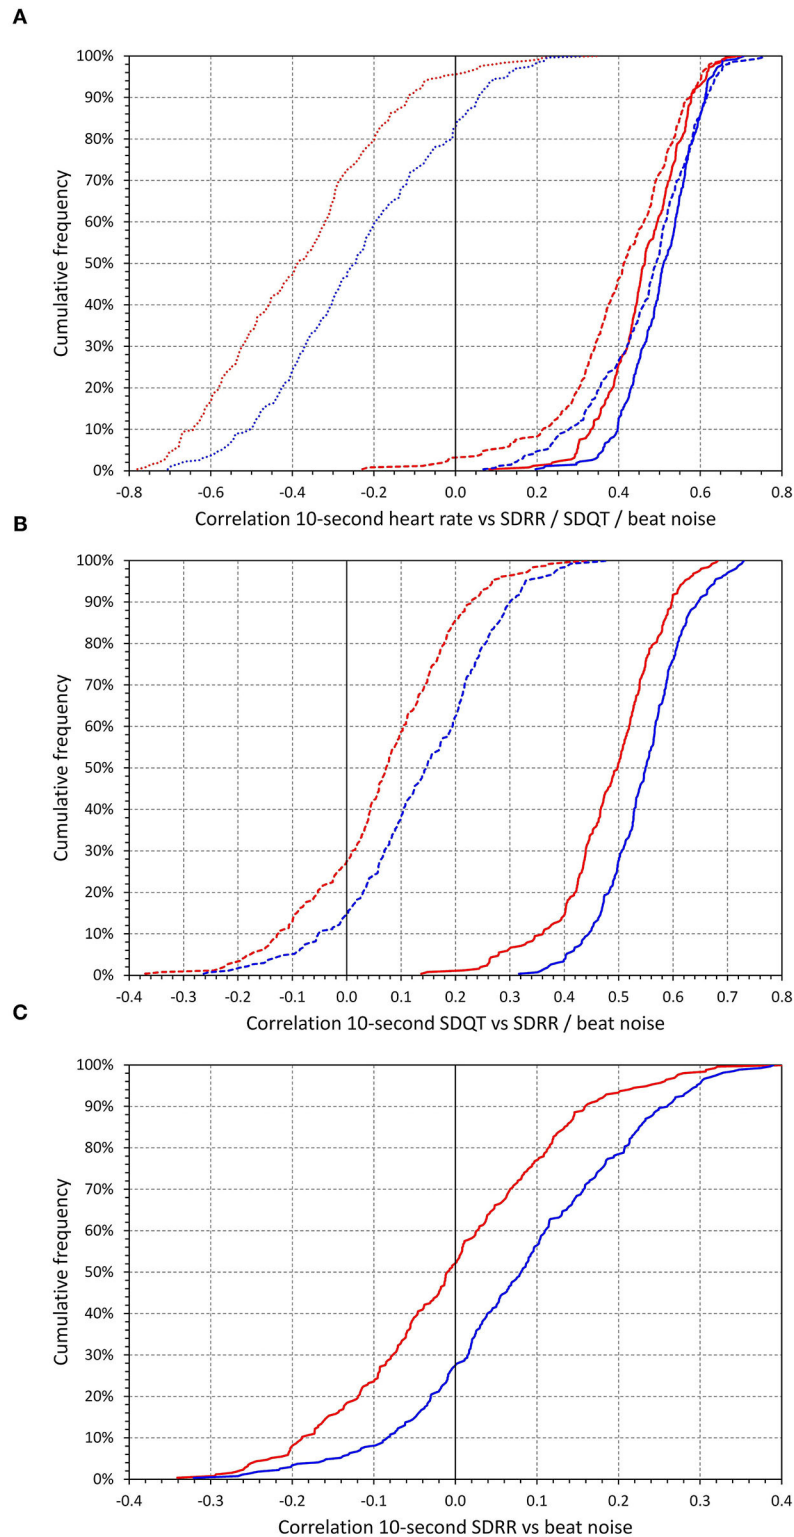 A
100%
90%
80%
70%
60%
50%
40%
30%
20%
10%
0%
Cumulative frequency
-0.8 -0.6 -0.4 -0.2 0.0 0.2 0.4 0.6 0.8
Correlation 10-second heart rate vs SDRR / SDQT / beat noise
B
100%
90%
80%
70%
60%
50%
40%
30%
20%
10%
0%
Cumulative frequency
-0.4 -0.3 -0.2 -0.1 0.0 0.1 0.2 0.3 0.4 0.5 0.6 0.7 0.8
Correlation 10-second SDQT vs SDRR / beat noise
C
100%
90%
80%
70%
60%
50%
40%
30%
20%
10%
0%
Cumulative frequency
-0.4 -0.3 -0.2 -0.1 0.0 0.1 0.2 0.3 0.4
Correlation 10-second SDRR vs beat noise